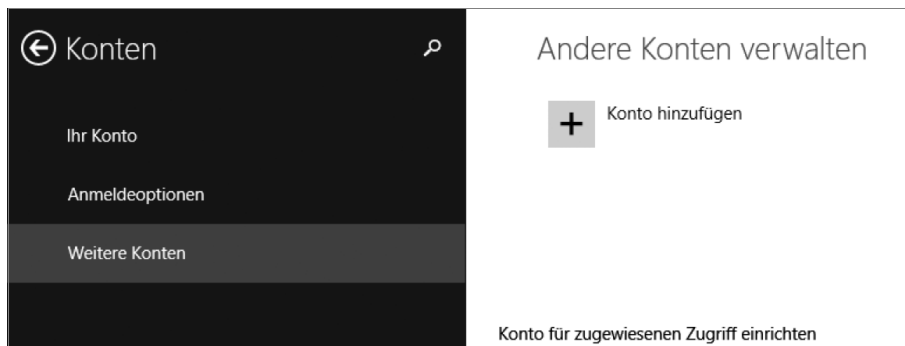 Konten
Ihr Konto
Anmeldeoptionen
Weitere Konten
Andere Konten verwalten
Konto hinzufügen
Konto für zugewiesenen Zugriff einrichten